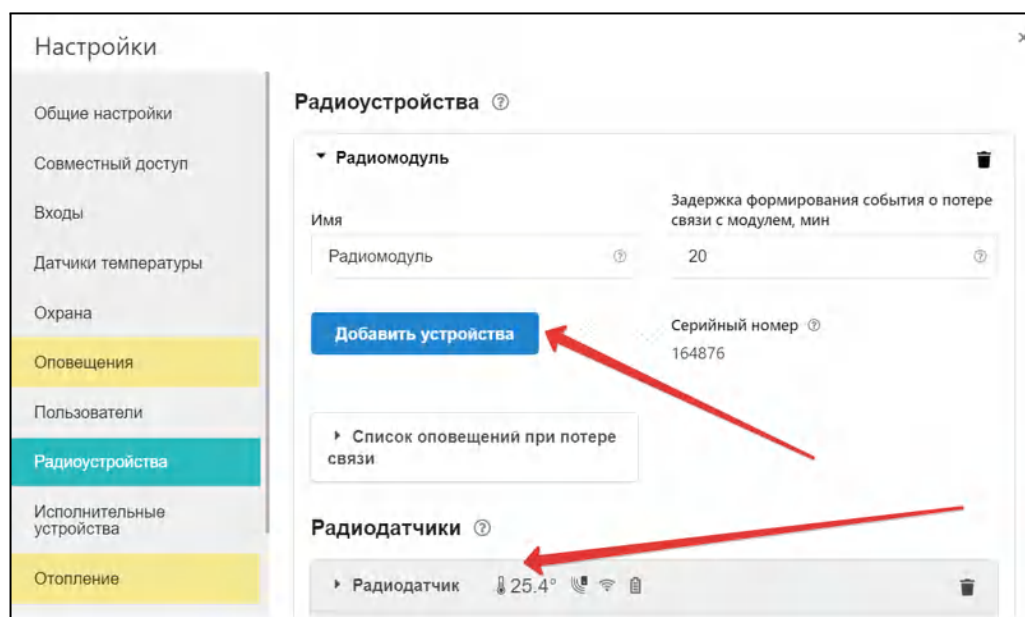 Настройки
Общие настройки
Совместный доступ
Входы
Датчики температуры
Охрана
Оповещения
Пользователи
Радиоустройства
Исполнительные
устройства
Отопление
Радиоустройства
Радиомодуль
Имя
Радиомодуль
Задержка формирования события о потере
связи с модулем, мин
20
Добавить устройства
Серийный номер
164876
Список оповещений при потере
связи
Радиодатчики
Радиодатчик 25.4°